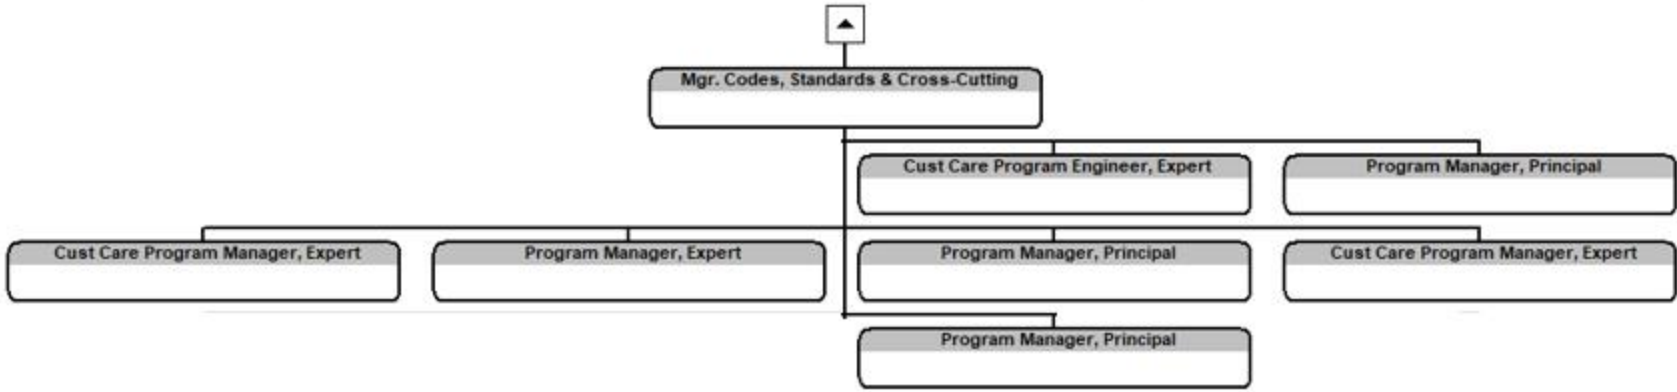 Mgr. Codes, Standards & Cross-Cutting
Cust Care Program Engineer, Expert
Program Manager, Principal
Cust Care Program Manager, Expert
Program Manager, Expert
Program Manager, Principal
Cust Care Program Manager, Expert
Program Manager, Principal